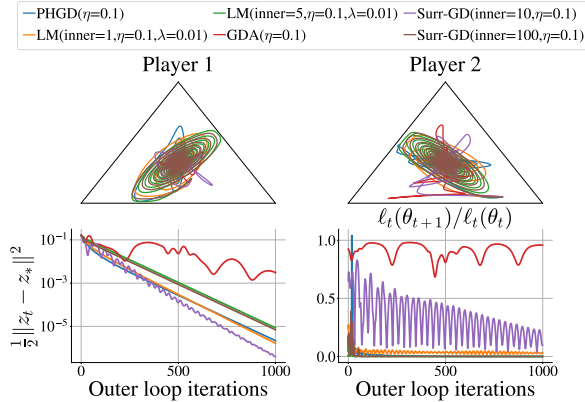 PHGD(η=0.1) LM(inner=5,η=0.1,λ=0.01) Surr-GD(inner=10,η=0.1)
LM(inner=1,η=0.1,λ=0.01) GDA(η=0.1) Surr-GD(inner=100,η=0.1)
Player 1 Player 2
ℓₜ(θₜ₊₁)/ℓₜ(θₜ)
½‖zₜ − z∗‖²
10⁻¹ 1.0
10⁻³ 0.5
10⁻⁵ 0.0
0 500 1000 0 500 1000
Outer loop iterations Outer loop iterations